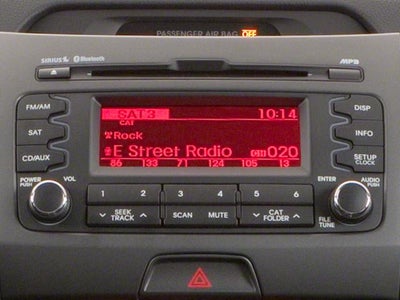 PASSENGER AIR BAG OFF
SIRIUS Bluetooth MP3
FM/AM SAT3 10:14 DISP
CAT
SAT Rock INFO
CD/AUX E Street Radio CH 020 SETUP
CLOCK
86 133 71 124 105 13
POWER PUSH VOL 1 2 3 4 5 6 ENTER AUDIO PUSH
SEEK TRACK SCAN MUTE CAT FOLDER
FILE
TUNE